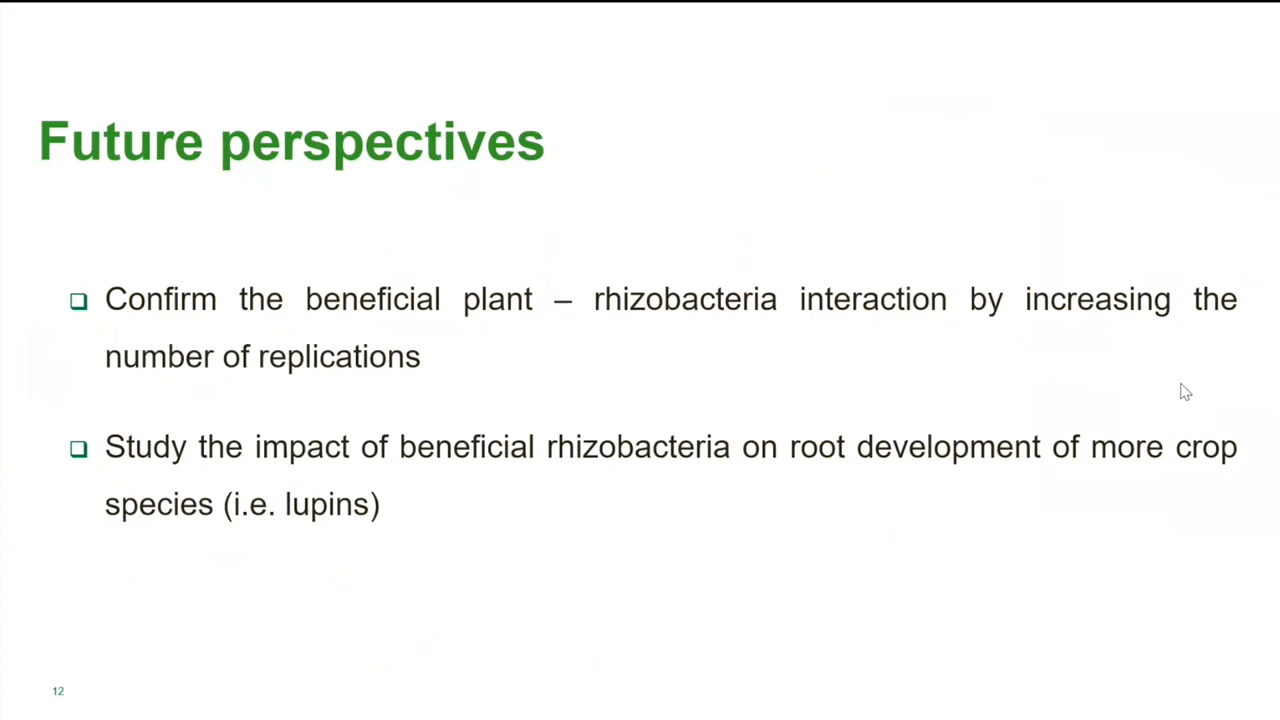 Future perspectives
Confirm the beneficial plant – rhizobacteria interaction by increasing the
number of replications
Study the impact of beneficial rhizobacteria on root development of more crop
species (i.e. lupins)
12